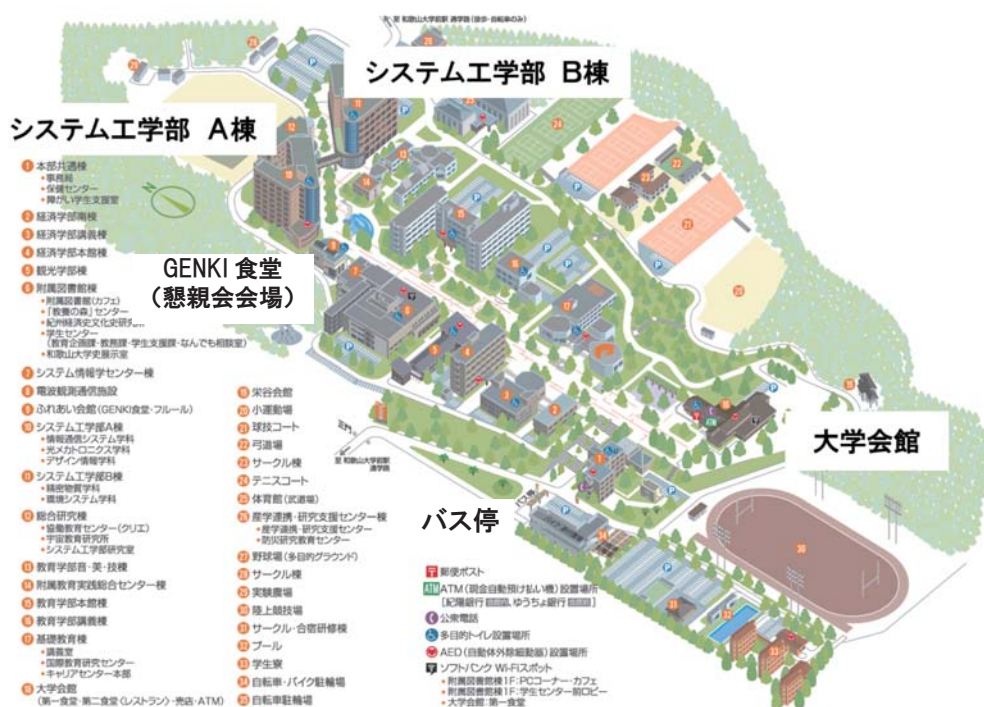 至 和歌山大学前駅 通学路(徒歩・自転車のみ)
システム工学部 B棟
システム工学部 A棟
GENKI 食堂
(懇親会会場)
大学会館
バス停
正門
至 和歌山大学前駅
通学路
バス停
N
1 本部共通棟
•事務局
•保健センター
•障がい学生支援室
2 経済学部南棟
3 経済学部講義棟
4 経済学部本館棟
5 観光学部棟
6 附属図書館棟
•附属図書館(カフェ)
•「教養の森」センター
•紀州経済史文化史研究
•学生センター
(教育企画課・教務課・学生支援課・なんでも相談室)
•和歌山大学史展示室
7 システム情報学センター棟
8 電波観測通信施設
9 ふれあい会館(GENKI食堂・フルール)
10 システム工学部A棟
•情報通信システム学科
•光メカトロニクス学科
•デザイン情報学科
11 システム工学部B棟
•精密物質学科
•環境システム学科
12 総合研究棟
•協働教育センター(クリエ)
•宇宙教育研究所
•システム工学部研究室
13 教育学部音・美・技棟
14 附属教育実践総合センター棟
15 教育学部本館棟
16 教育学部講義棟
17 基礎教育棟
•講義室
•国際教育研究センター
•キャリアセンター本部
18 大学会館
(第一食堂・第二食堂(レストラン)・売店・ATM)
19 栄谷会館
20 小運動場
21 球技コート
22 弓道場
23 サークル棟
24 テニスコート
25 体育館(武道場)
26 産学連携・研究支援センター棟
•産学連携・研究支援センター
•防災研究教育センター
27 野球場(多目的グラウンド)
28 サークル棟
29 実験農場
30 陸上競技場
31 サークル・合宿研修棟
32 プール
33 学生寮
34 自転車・バイク駐輪場
35 自転車駐輪場
郵便ポスト
ATM ATM(現金自動預け払い機)設置場所
[紀陽銀行 ゆうちょ銀行]
公衆電話
多目的トイレ設置場所
AED(自動体外除細動器)設置場所
ソフトバンク Wi-Fiスポット
•附属図書館棟1F:PCコーナー・カフェ
•附属図書館棟1F:学生センター前ロビー
•大学会館:第一食堂